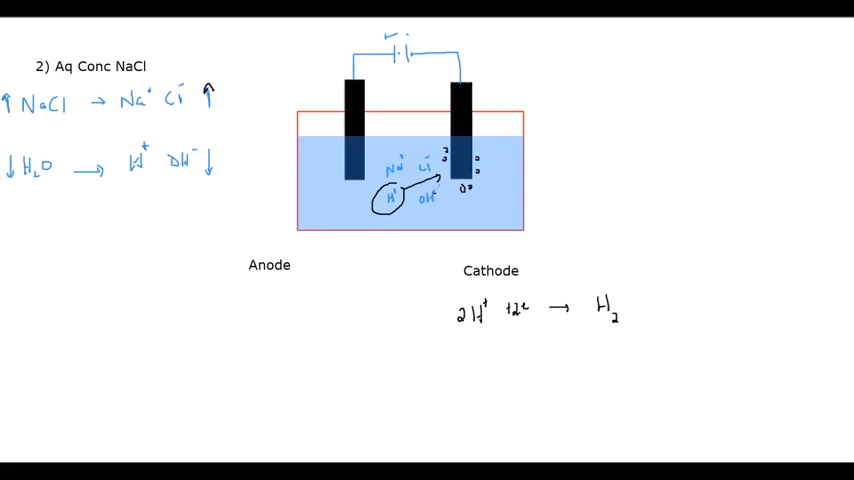 2) Aq Conc NaCl
↑ NaCl → Na⁺ Cl⁻ ↑
↓ H₂O → H⁺ OH⁻ ↓
Na⁺ Cl⁻
H⁺ OH⁻
Anode
Cathode
2H⁺ +2e → H₂